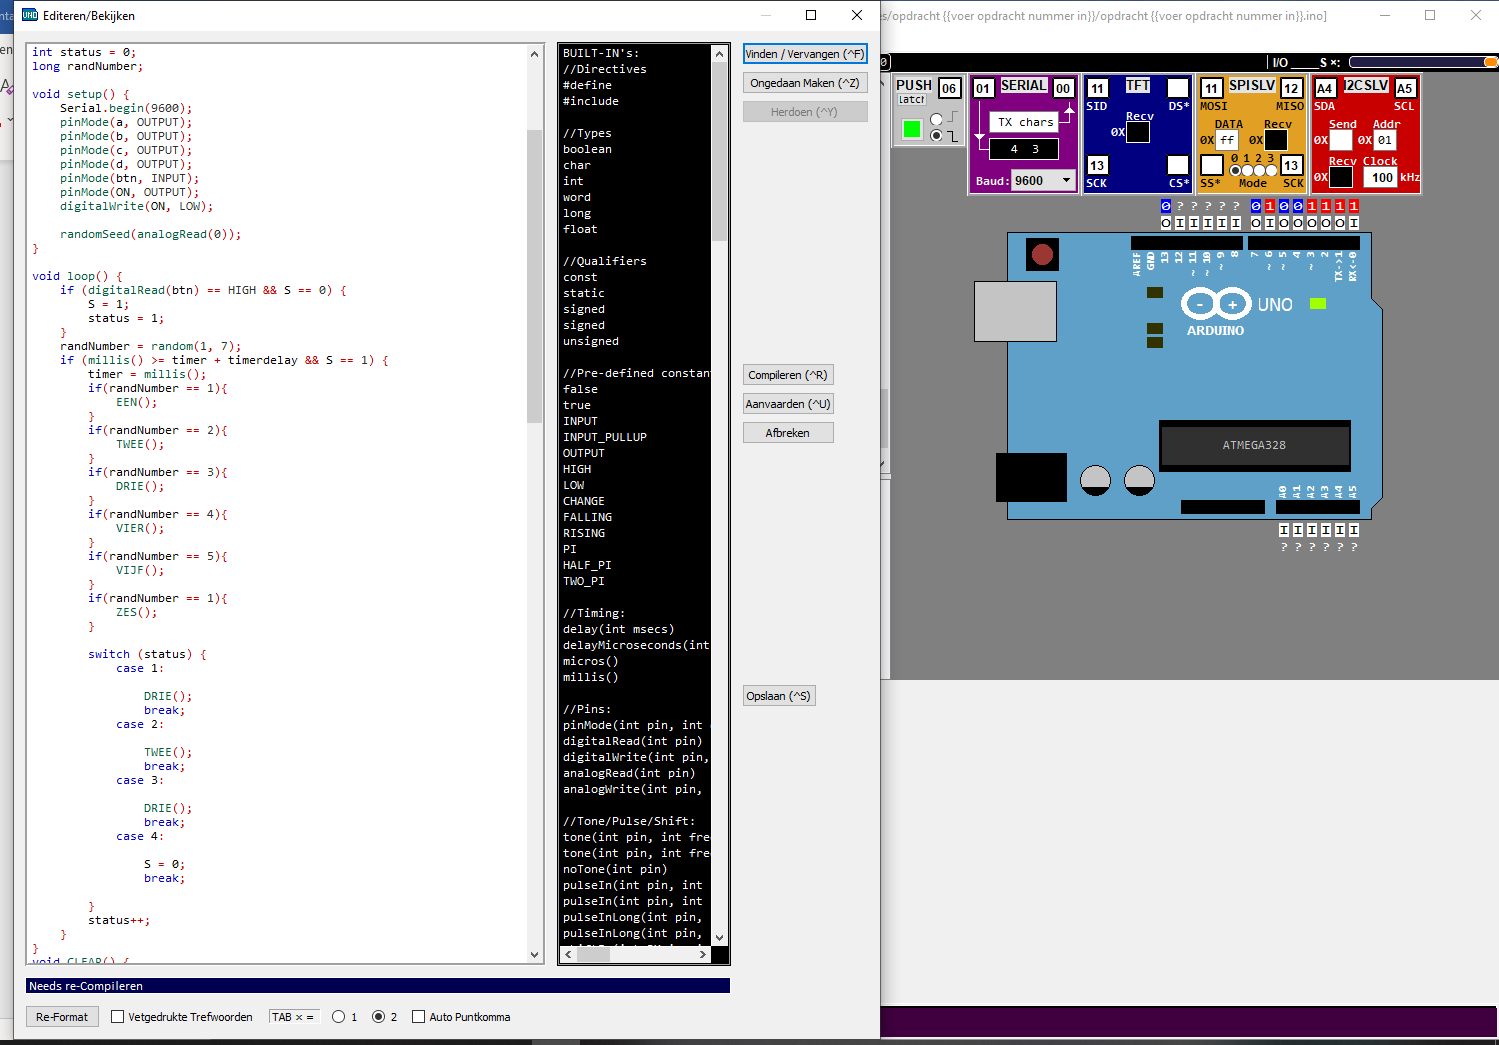 Editeren/Bekijken
es/opdracht {{voer opdracht nummer in}}/opdracht {{voer opdracht nummer in}}.ino]
int status = 0;
long randNumber;
void setup() {
Serial.begin(9600);
pinMode(a, OUTPUT);
pinMode(b, OUTPUT);
pinMode(c, OUTPUT);
pinMode(d, OUTPUT);
pinMode(btn, INPUT);
pinMode(ON, OUTPUT);
digitalWrite(ON, LOW);
randomSeed(analogRead(0));
}
void loop() {
if (digitalRead(btn) == HIGH && S == 0) {
S = 1;
status = 1;
}
randNumber = random(1, 7);
if (millis() >= timer + timerdelay && S == 1) {
timer = millis();
if(randNumber == 1){
EEN();
}
if(randNumber == 2){
TWEE();
}
if(randNumber == 3){
DRIE();
}
if(randNumber == 4){
VIER();
}
if(randNumber == 5){
VIJF();
}
if(randNumber == 1){
ZES();
}
switch (status) {
case 1:
DRIE();
break;
case 2:
TWEE();
break;
case 3:
DRIE();
break;
case 4:
S = 0;
break;
}
status++;
}
}
void CLEAR() {
BUILT-IN's:
//Directives
#define
#include
//Types
boolean
char
int
word
long
float
//Qualifiers
const
static
signed
signed
unsigned
//Pre-defined constan
false
true
INPUT
INPUT_PULLUP
OUTPUT
HIGH
LOW
CHANGE
FALLING
RISING
PI
HALF_PI
TWO_PI
//Timing:
delay(int msecs)
delayMicroseconds(int
micros()
millis()
//Pins:
pinMode(int pin, int
digitalRead(int pin)
digitalWrite(int pin,
analogRead(int pin)
analogWrite(int pin,
//Tone/Pulse/Shift:
tone(int pin, int fre
tone(int pin, int fre
noTone(int pin)
pulseIn(int pin, int
pulseIn(int pin, int
pulseInLong(int pin,
pulseInLong(int pin,
Vinden / Vervangen (^F)
Ongedaan Maken (^Z)
Herdoen (^Y)
Compileren (^R)
Aanvaarden (^U)
Afbreken
Opslaan (^S)
Needs re-Compileren
Re-Format
Vetgedrukte Trefwoorden
TAB × =
1
2
Auto Puntkomma
I/O _____S ×:
PUSH 06
latch
01 SERIAL 00
TX chars
4 3
Baud: 9600
11 TFT
SID DS*
Recv
0X
13
SCK CS*
11 SPISLV 12
MOSI MISO
DATA Recv
0X ff 0X
0 1 2 3
13
SS* Mode SCK
A4 I2CSLV A5
SDA SCL
Send Addr
0X 0X 01
Recv Clock
0X 100 kHz
0 ? ? ? ? ? 0 1 0 0 1 1 1 1
O I I I I I O I O O O O O I
AREF
GND
13
12
~ 11
~ 10
~ 9
8
7
~ 6
~ 5
4
~ 3
2
TX->1
RX<-0
UNO
ARDUINO
ATMEGA328
A0
A1
A2
A3
A4
A5
I I I I I I
? ? ? ? ? ?